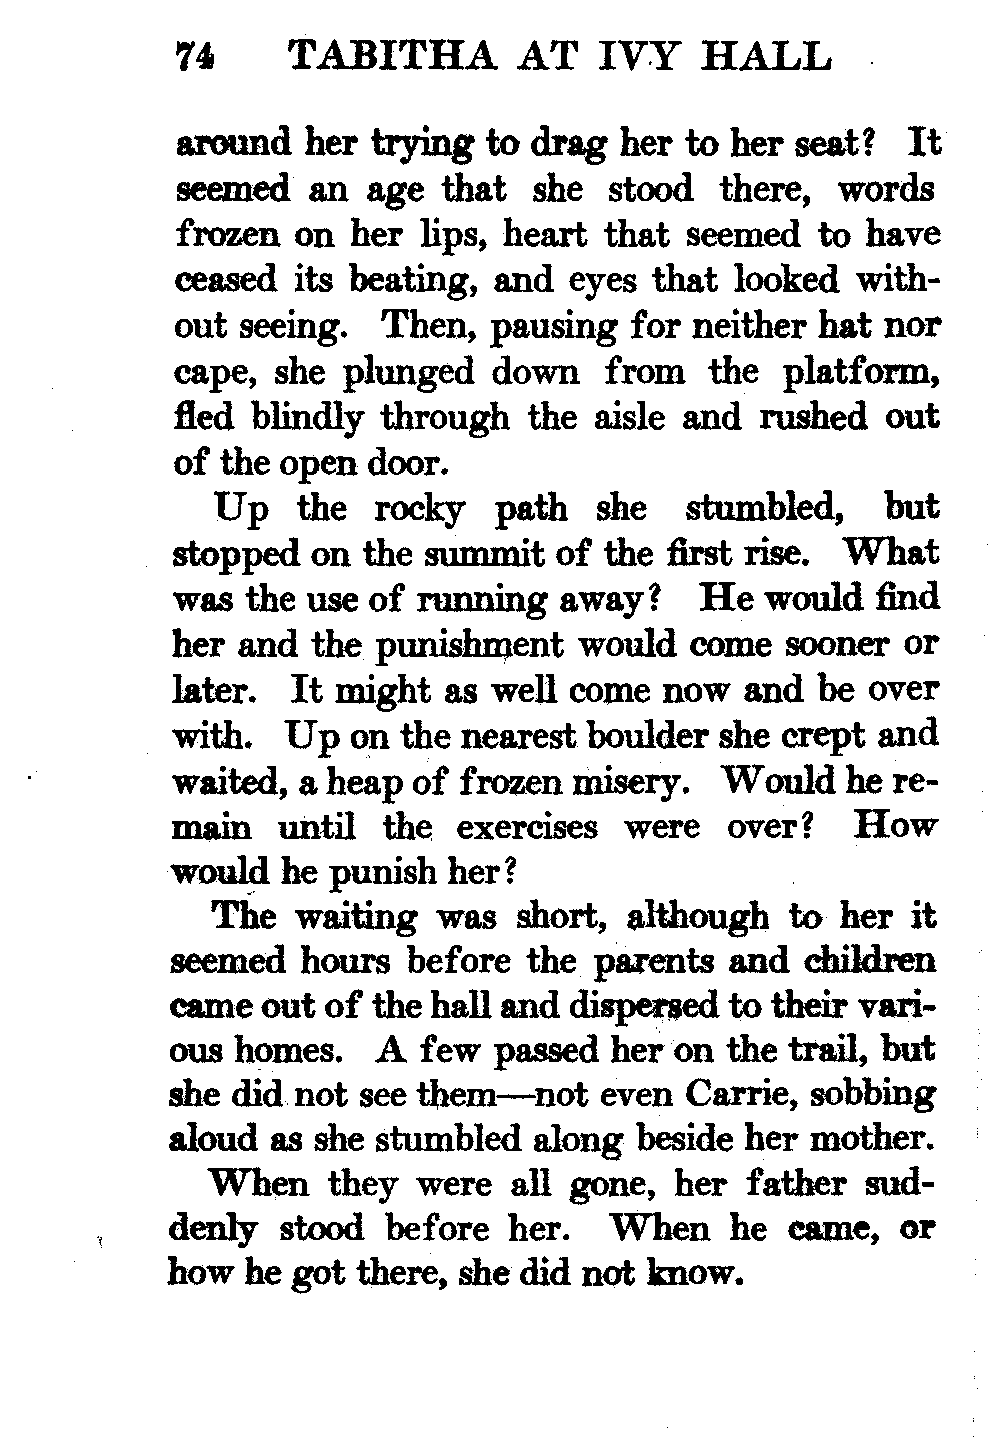 74 TABITHA AT IVY HALL
around her trying to drag her to her seat? It
seemed an age that she stood there, words
frozen on her lips, heart that seemed to have
ceased its beating, and eyes that looked with-
out seeing. Then, pausing for neither hat nor
cape, she plunged down from the platform,
fled blindly through the aisle and rushed out
of the open door.
Up the rocky path she stumbled, but
stopped on the summit of the first rise. What
was the use of running away? He would find
her and the punishment would come sooner or
later. It might as well come now and be over
with. Up on the nearest boulder she crept and
waited, a heap of frozen misery. Would he re-
main until the exercises were over? How
would he punish her?
The waiting was short, although to her it
seemed hours before the parents and children
came out of the hall and dispersed to their vari-
ous homes. A few passed her on the trail, but
she did not see them—not even Carrie, sobbing
aloud as she stumbled along beside her mother.
When they were all gone, her father sud-
denly stood before her. When he came, or
how he got there, she did not know.